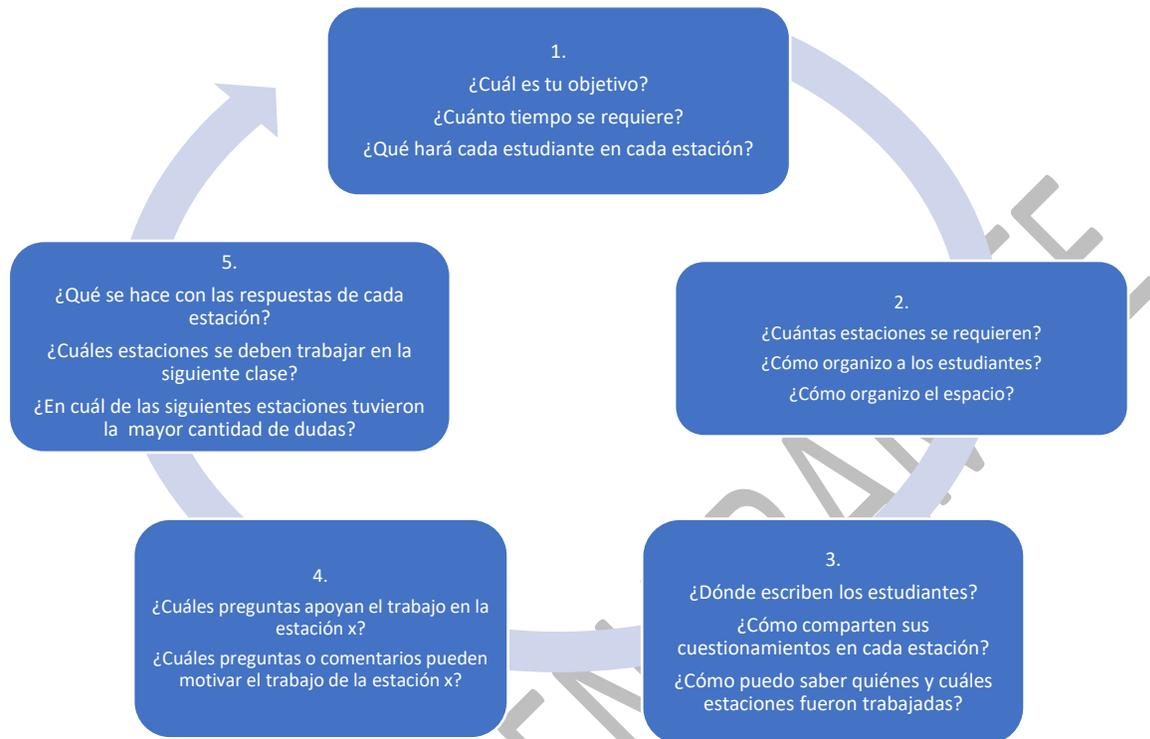 1.
¿Cuál es tu objetivo?
¿Cuánto tiempo se requiere?
¿Qué hará cada estudiante en cada estación?
2.
¿Cuántas estaciones se requieren?
¿Cómo organizo a los estudiantes?
¿Cómo organizo el espacio?
3.
¿Dónde escriben los estudiantes?
¿Cómo comparten sus
cuestionamientos en cada estación?
¿Cómo puedo saber quiénes y cuáles
estaciones fueron trabajadas?
4.
¿Cuáles preguntas apoyan el trabajo en la
estación x?
¿Cuáles preguntas o comentarios pueden
motivar el trabajo de la estación x?
5.
¿Qué se hace con las respuestas de cada
estación?
¿Cuáles estaciones se deben trabajar en la
siguiente clase?
¿En cuál de las siguientes estaciones tuvieron
la mayor cantidad de dudas?